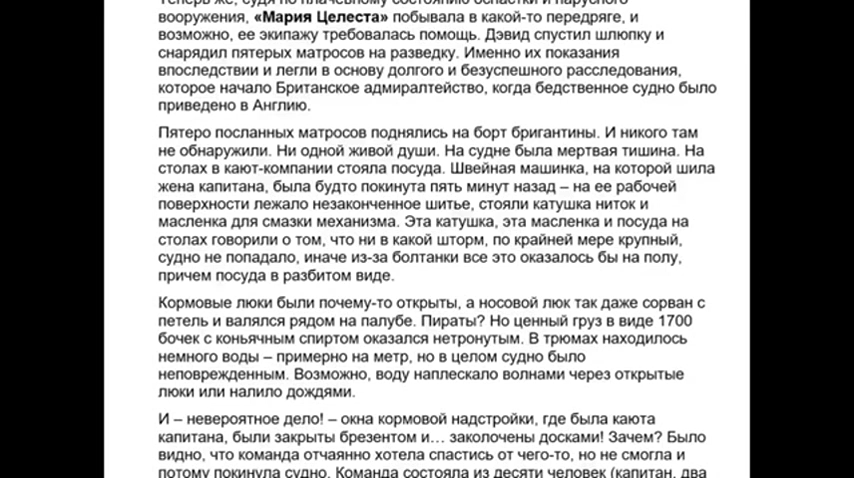 Теперь же, судя по плачевному состоянию оснастки и парусного
вооружения, «Мария Целеста» побывала в какой-то передряге, и
возможно, ее экипажу требовалась помощь. Дэвид спустил шлюпку и
снарядил пятерых матросов на разведку. Именно их показания
впоследствии и легли в основу долгого и безуспешного расследования,
которое начало Британское адмиралтейство, когда бедственное судно было
приведено в Англию.
Пятеро посланных матросов поднялись на борт бригантины. И никого там
не обнаружили. Ни одной живой души. На судне была мертвая тишина. На
столах в кают-компании стояла посуда. Швейная машинка, на которой шила
жена капитана, была будто покинута пять минут назад – на ее рабочей
поверхности лежало незаконченное шитье, стояли катушка ниток и
масленка для смазки механизма. Эта катушка, эта масленка и посуда на
столах говорили о том, что ни в какой шторм, по крайней мере крупный,
судно не попадало, иначе из-за болтанки все это оказалось бы на полу,
причем посуда в разбитом виде.
Кормовые люки были почему-то открыты, а носовой люк так даже сорван с
петель и валялся рядом на палубе. Пираты? Но ценный груз в виде 1700
бочек с коньячным спиртом оказался нетронутым. В трюмах находилось
немного воды – примерно на метр, но в целом судно было
неповрежденным. Возможно, воду наплескало волнами через открытые
люки или налило дождями.
И – невероятное дело! – окна кормовой надстройки, где была каюта
капитана, были закрыты брезентом и… заколочены досками! Зачем? Было
видно, что команда отчаянно хотела спастись от чего-то, но не смогла и
потому покинула судно. Команда состояла из десяти человек (капитан, два